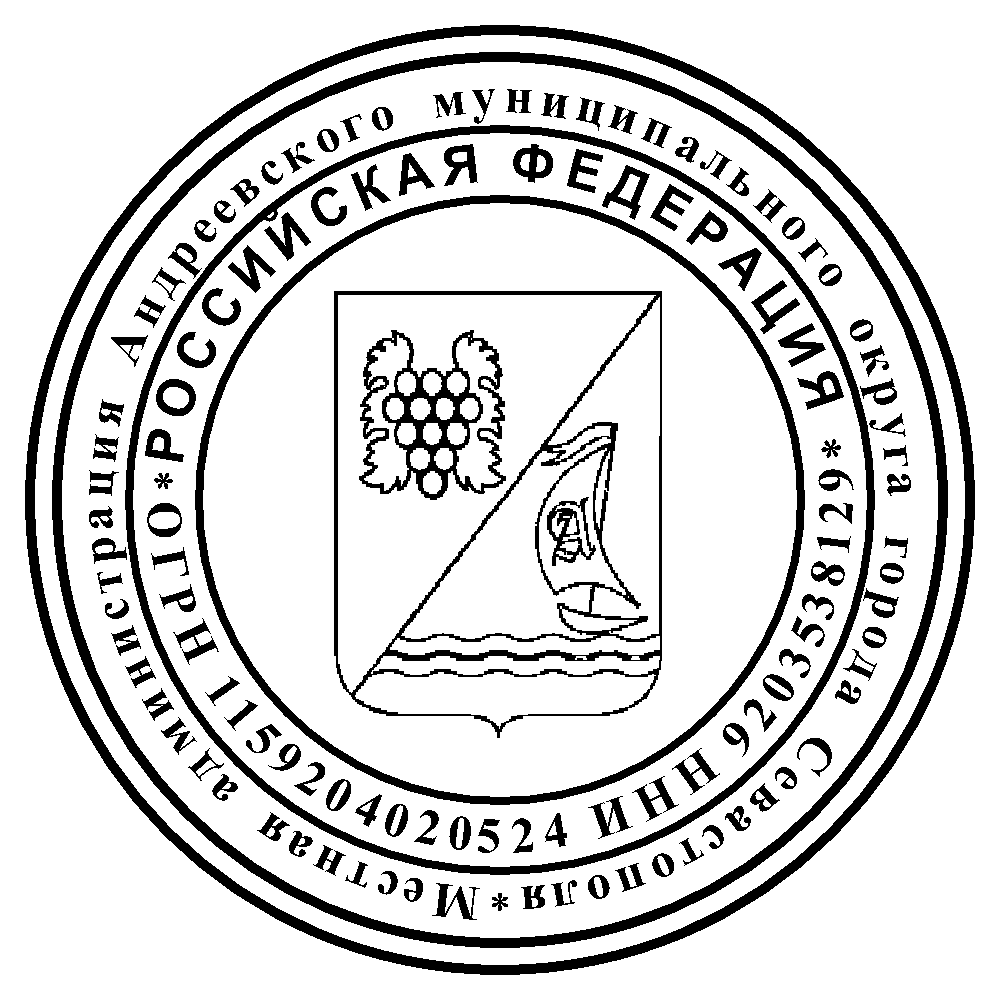 Местная администрация Андреевского муниципального округа города Севастополя *
* РОССИЙСКАЯ ФЕДЕРАЦИЯ *
ОГРН 1159204020524 ИНН 9203538129